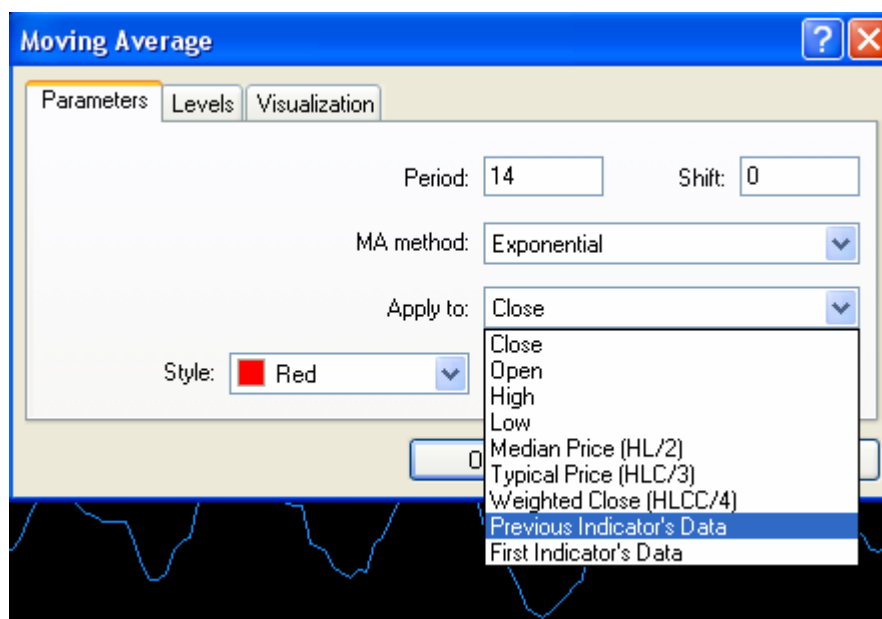 Moving Average
Parameters Levels Visualization
Period: 14 Shift: 0
MA method: Exponential
Apply to: Close
Close
Open
High
Low
Median Price (HL/2)
Typical Price (HLC/3)
Weighted Close (HLCC/4)
Previous Indicator's Data
First Indicator's Data
Style: Red